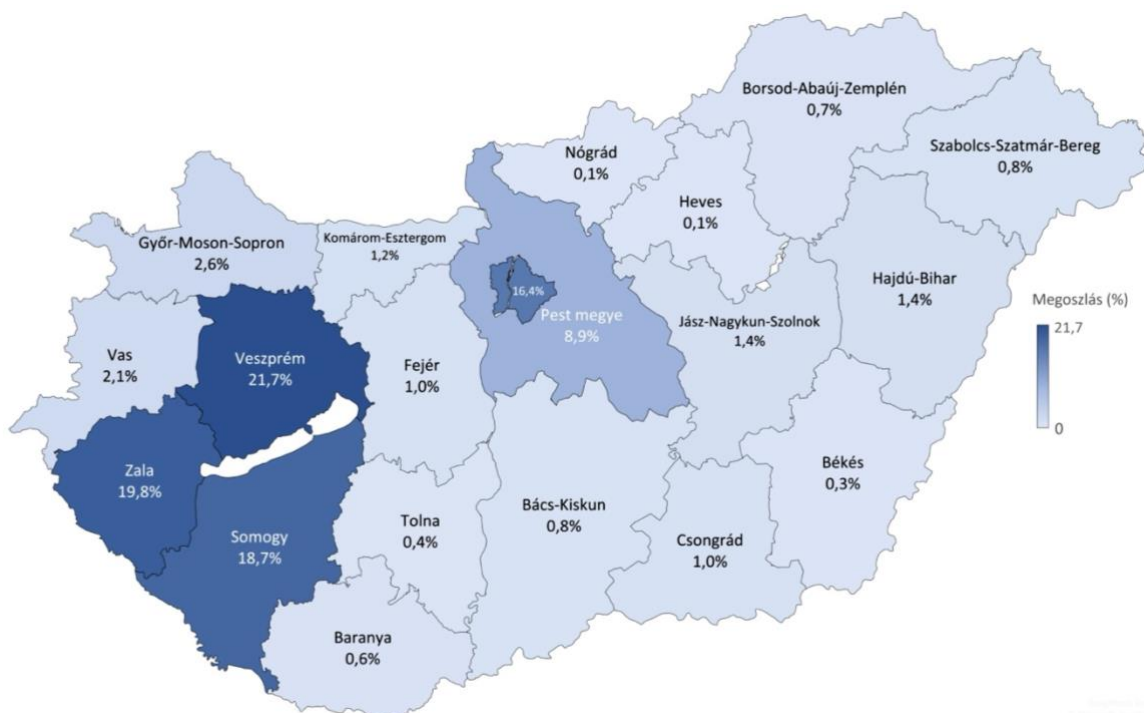 Borsod-Abaúj-Zemplén
0,7%
Szabolcs-Szatmár-Bereg
0,8%
Nógrád
0,1%
Heves
0,1%
Győr-Moson-Sopron
2,6%
Komárom-Esztergom
1,2%
Hajdú-Bihar
1,4%
16,4%
Pest megye
8,9%
Jász-Nagykun-Szolnok
1,4%
Megoszlás (%)
21,7
0
Vas
2,1%
Veszprém
21,7%
Fejér
1,0%
Zala
19,8%
Békés
0,3%
Bács-Kiskun
0,8%
Tolna
0,4%
Somogy
18,7%
Csongrád
1,0%
Baranya
0,6%